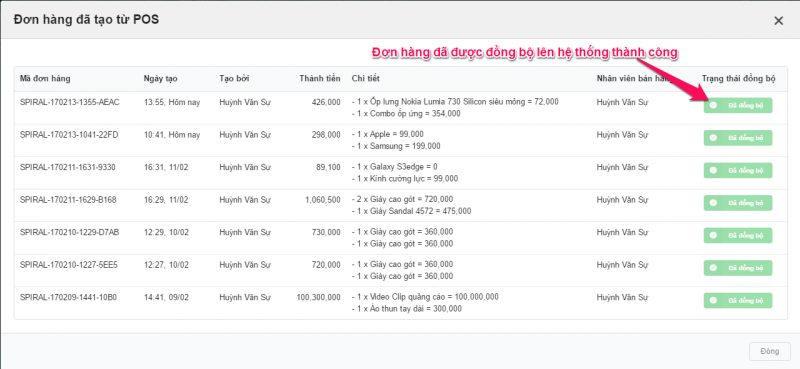 Đơn hàng đã tạo từ POS
Đơn hàng đã được đồng bộ lên hệ thống thành công
Mã đơn hàng Ngày tạo Tạo bởi Thành tiền Chi tiết Nhân viên bán hàng Trạng thái đồng bộ
SPIRAL-170213-1355-AEAC 13:55, Hôm nay Huỳnh Văn Sự 426,000 - 1 x Ốp lưng Nokia Lumia 730 Silicon siêu mỏng = 72,000 Huỳnh Văn Sự Đã đồng bộ
- 1 x Combo ốp ứng = 354,000
SPIRAL-170213-1041-22FD 10:41, Hôm nay Huỳnh Văn Sự 298,000 - 1 x Apple = 99,000 Huỳnh Văn Sự Đã đồng bộ
- 1 x Samsung = 199,000
SPIRAL-170211-1631-9330 16:31, 11/02 Huỳnh Văn Sự 89,100 - 1 x Galaxy S3edge = 0 Huỳnh Văn Sự Đã đồng bộ
- 1 x Kính cường lực = 99,000
SPIRAL-170211-1629-B168 16:29, 11/02 Huỳnh Văn Sự 1,060,500 - 2 x Giày cao gót = 720,000 Huỳnh Văn Sự Đã đồng bộ
- 1 x Giày Sandal 4572 = 475,000
SPIRAL-170210-1229-D7AB 12:29, 10/02 Huỳnh Văn Sự 730,000 - 1 x Giày cao gót = 360,000 Huỳnh Văn Sự Đã đồng bộ
- 1 x Giày cao gót = 360,000
SPIRAL-170210-1227-5EE5 12:27, 10/02 Huỳnh Văn Sự 720,000 - 1 x Giày cao gót = 360,000 Huỳnh Văn Sự Đã đồng bộ
- 1 x Giày cao gót = 360,000
SPIRAL-170209-1441-10B0 14:41, 09/02 Huỳnh Văn Sự 100,300,000 - 1 x Video Clip quảng cáo = 100,000,000 Huỳnh Văn Sự Đã đồng bộ
- 1 x Áo thun tay dài = 300,000
Đóng